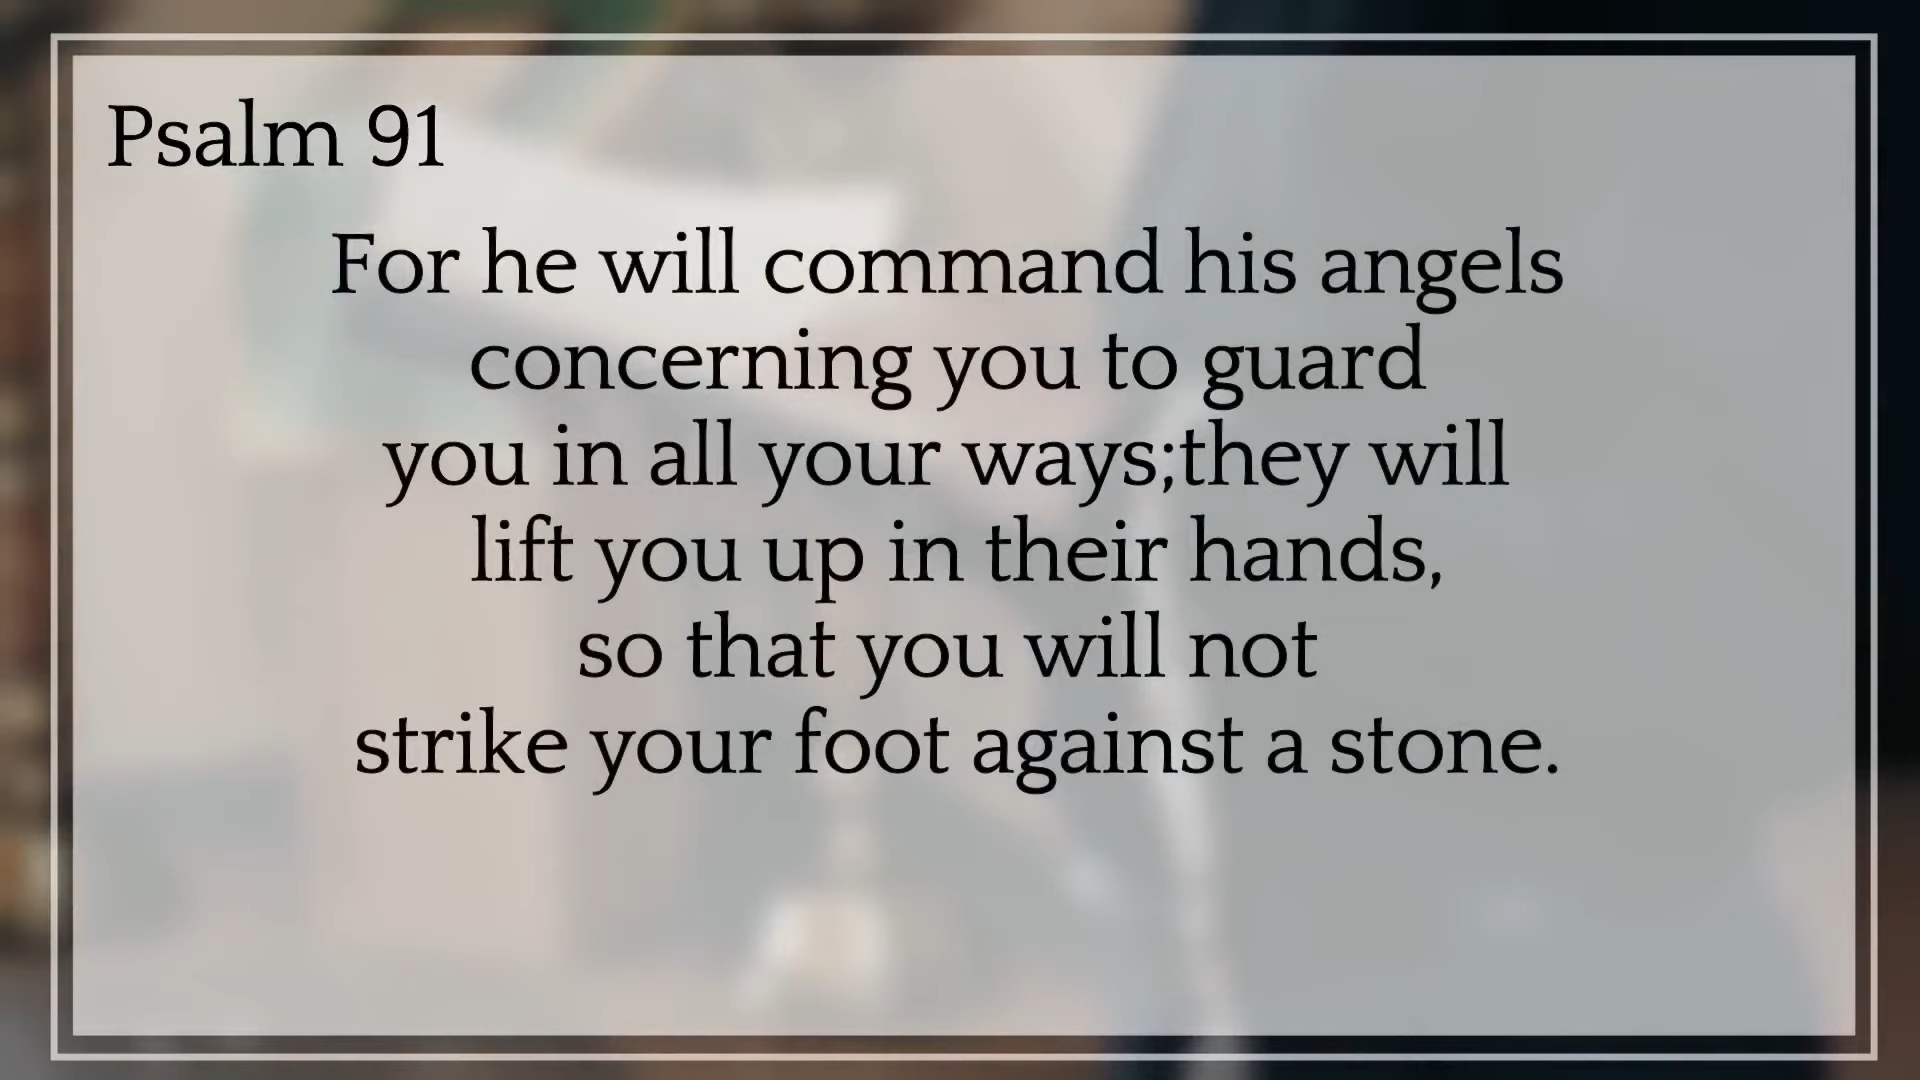 Psalm 91
For he will command his angels
concerning you to guard
you in all your ways;they will
lift you up in their hands,
so that you will not
strike your foot against a stone.